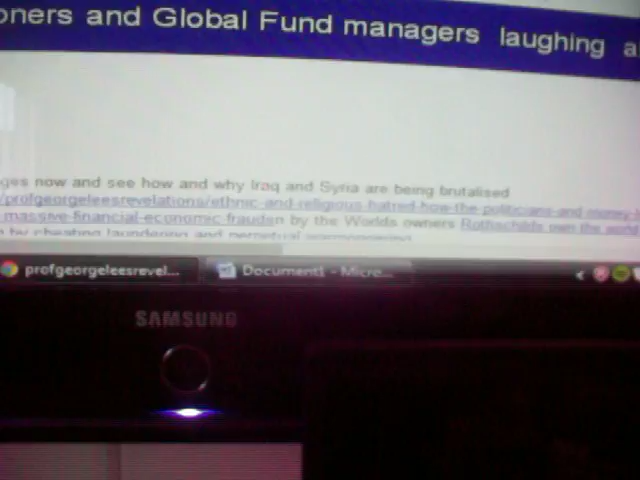 oners and Global Fund managers laughing a
ges now and see how and why Iraq and Syria are being brutalised
/profgeorgeleesrevelations/ethnic-and-religious-hatred-how-the-politicians-and-money
massive-financial-economic-fraudsn by the Worlds owners Rothschilds own the world
by cheating laundering and perpetual
profgeorgeleesrevel... Document1 - Micre...
SAMSUNG